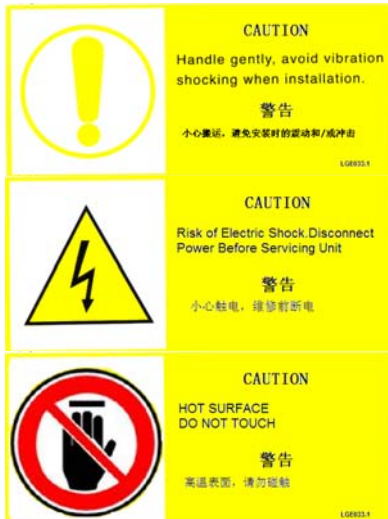 CAUTION
Handle gently, avoid vibration
shocking when installation.
警告
小心搬运，避免安装时的震动和/或冲击
LGE033.1
CAUTION
Risk of Electric Shock.Disconnect
Power Before Servicing Unit
警告
小心触电，维修前断电
CAUTION
HOT SURFACE
DO NOT TOUCH
警告
高温表面，请勿碰触
LGE033.1